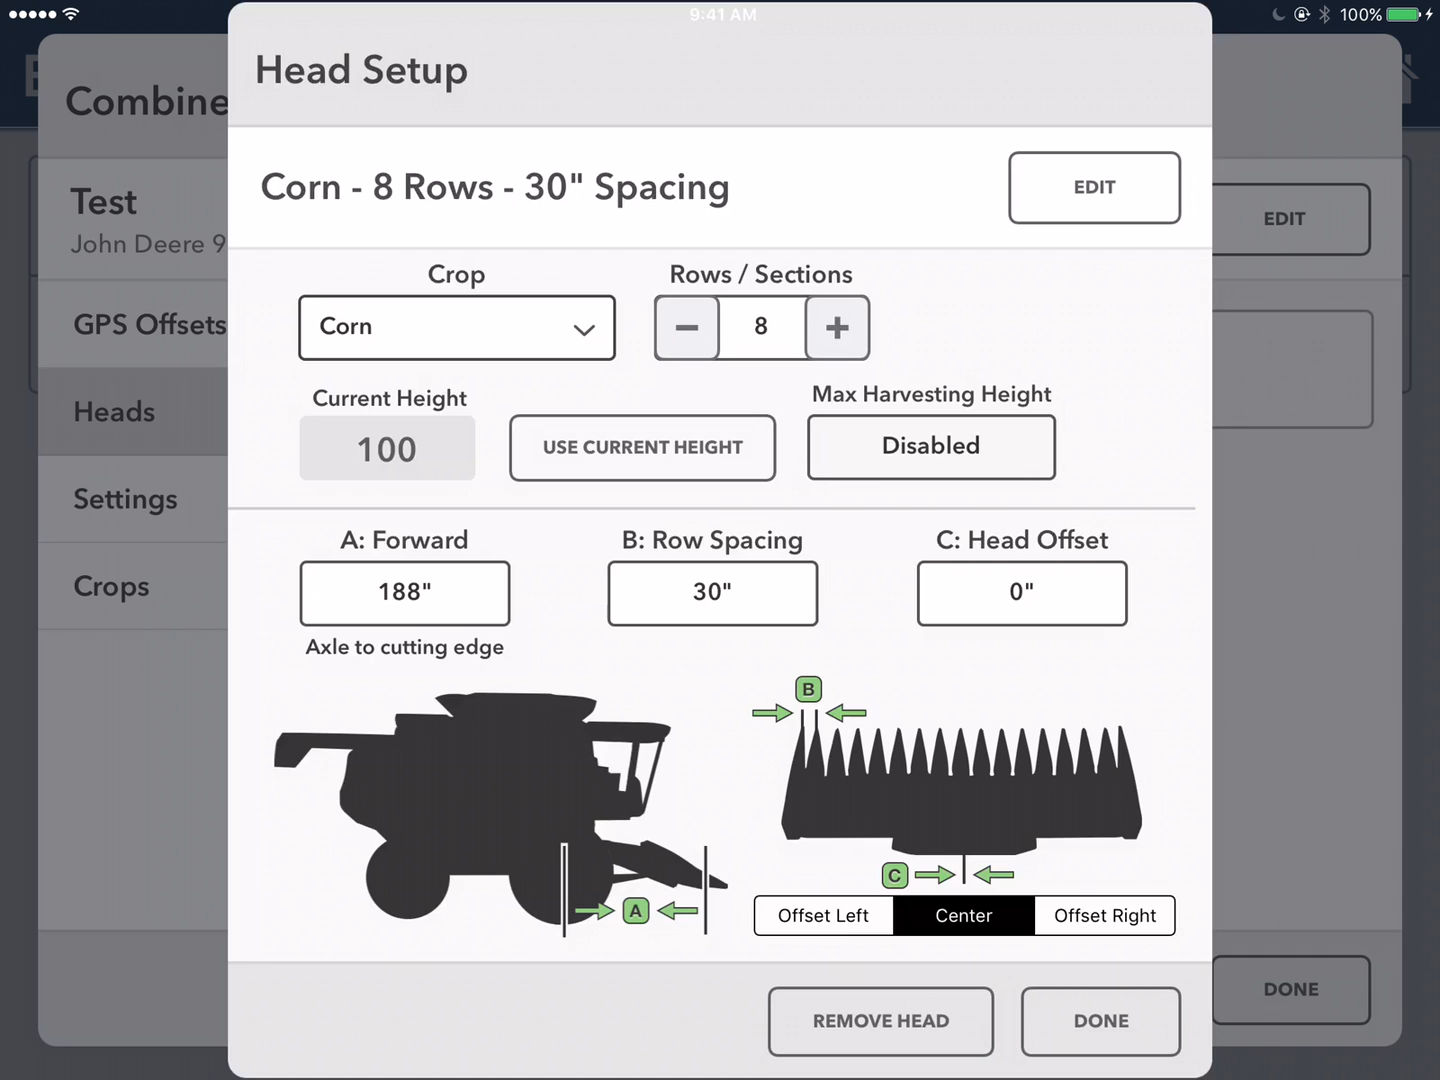 9:41 AM
100%
Head Setup
Combine
Corn - 8 Rows - 30" Spacing
EDIT
Test
John Deere 9
EDIT
GPS Offsets
Heads
Settings
Crops
Crop
Rows / Sections
Corn
8
Current Height
Max Harvesting Height
100
USE CURRENT HEIGHT
Disabled
A: Forward
B: Row Spacing
C: Head Offset
188"
30"
0"
Axle to cutting edge
B
A
C
Offset Left
Center
Offset Right
REMOVE HEAD
DONE
DONE